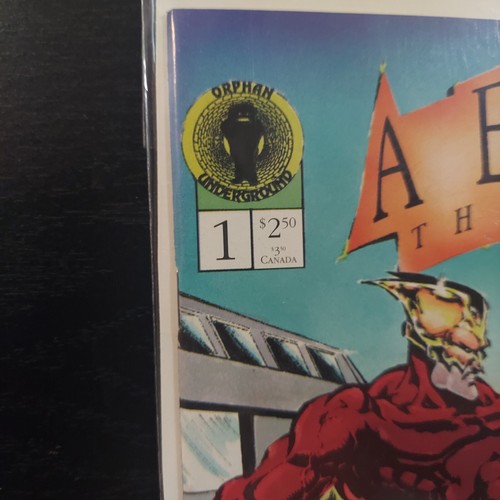 ORPHAN
UNDERGROUND
1
$2.50
$3.50
CANADA
A E
T H